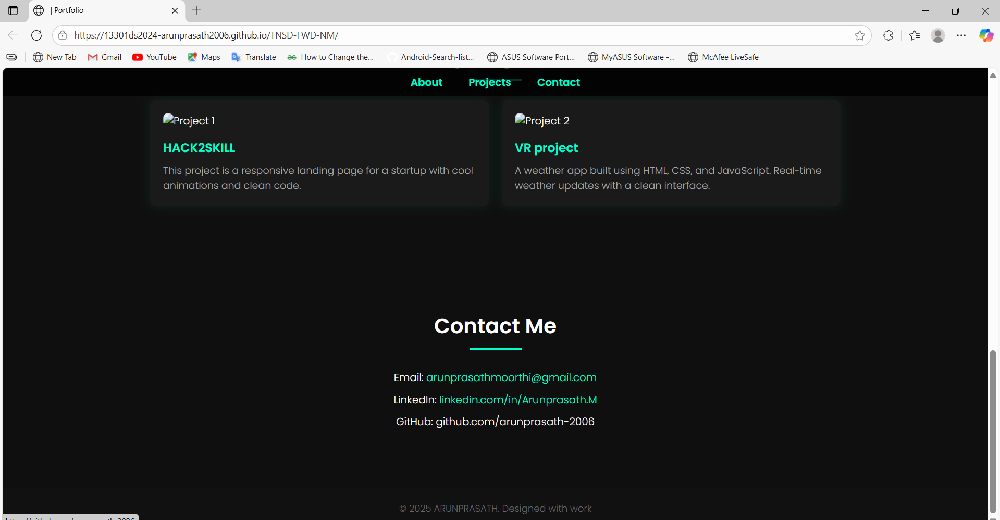 | Portfolio
https://13301ds2024-arunprasath2006.github.io/TNSD-FWD-NM/
New Tab Gmail YouTube Maps Translate How to Change the... Android-Search-list... ASUS Software Port... MyASUS Software -... McAfee LiveSafe
About Projects Contact
Project 1
HACK2SKILL
This project is a responsive landing page for a startup with cool
animations and clean code.
Project 2
VR project
A weather app built using HTML, CSS, and JavaScript. Real-time
weather updates with a clean interface.
Contact Me
Email: arunprasathmoorthi@gmail.com
LinkedIn: linkedin.com/in/Arunprasath.M
GitHub: github.com/arunprasath-2006
© 2025 ARUNPRASATH. Designed with work